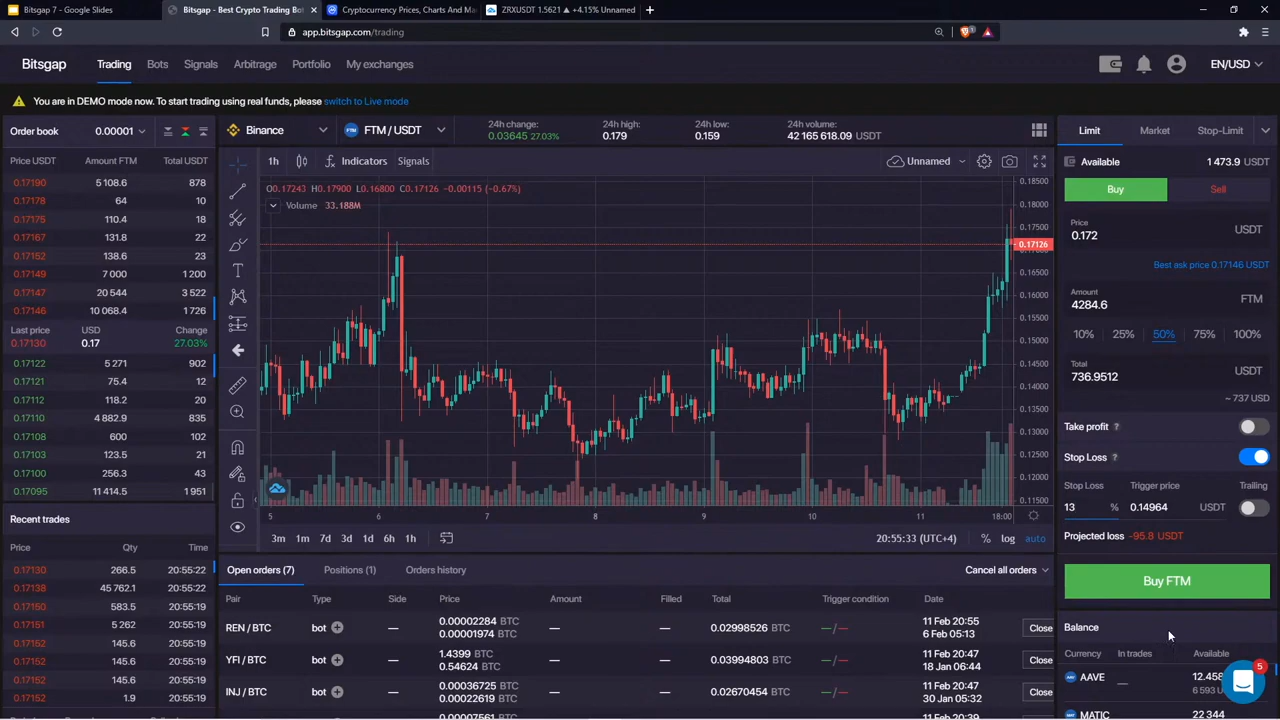 Bitsgap 7 - Google Slides
Bitsgap - Best Crypto Trading Bot
Cryptocurrency Prices, Charts And Ma
ZRXUSDT 1.5621 ▲ +4.15% Unnamed
app.bitsgap.com/trading
Bitsgap Trading Bots Signals Arbitrage Portfolio My exchanges EN/USD
You are in DEMO mode now. To start trading using real funds, please switch to Live mode
Order book 0.00001
Price USDT Amount FTM Total USDT
0.17190 5 108.6 878
0.17178 64 10
0.17175 110.4 18
0.17167 131.8 22
0.17152 138.6 23
0.17149 7 000 1 200
0.17147 20 544 3 522
0.17146 10 068.4 1 726
Last price USD Change
0.17130 0.17 27.03%
0.17122 5 271 902
0.17121 75.4 12
0.17112 118.2 20
0.17110 4 882.9 835
0.17108 600 102
0.17103 123.5 21
0.17100 256.3 43
0.17095 11 414.5 1 951
Recent trades
Price Qty Time
0.17130 266.5 20:55:22
0.17138 45 762.1 20:55:20
0.17150 583.5 20:55:19
0.17151 5 262 20:55:19
0.17152 145.6 20:55:19
0.17152 145.6 20:55:19
0.17152 145.6 20:55:19
0.17152 1.9 20:55:19
Binance FTM / USDT
24h change: 24h high: 24h low: 24h volume:
0.03645 27.03% 0.179 0.159 42 165 618.09 USDT
1h Indicators Signals Unnamed
O0.17243 H0.17900 L0.16800 C0.17126 −0.00115 (−0.67%)
Volume 33.188M
0.18500
0.18000
0.17500
0.17126
0.16500
0.16000
0.15500
0.15000
0.14500
0.14000
0.13500
0.13000
0.12500
0.12000
0.11500
5 6 7 8 9 10 11 18:00
3m 1m 7d 3d 1d 6h 1h 20:55:33 (UTC+4) % log auto
Open orders (7) Positions (1) Orders history Cancel all orders
Pair Type Side Price Amount Filled Total Trigger condition Date
REN / BTC bot — 0.00002284 BTC — — 0.02998526 —/— 11 Feb 20:55 Close
0.00001974 BTC 6 Feb 05:13
YFI / BTC bot — 1.4399 BTC — — 0.03994803 —/— 11 Feb 20:47 Close
0.54624 BTC 18 Jan 06:44
INJ / BTC bot — 0.00036725 BTC — — 0.02670454 —/— 11 Feb 20:47 Close
0.00022619 BTC 30 Jan 05:32
Limit Market Stop-Limit
Available 1 473.9 USDT
Buy Sell
Price
0.172 USDT
Best ask price 0.17146 USDT
Amount
4284.6 FTM
10% 25% 50% 75% 100%
Total
736.9512 USDT
~ 737 USD
Take profit ?
Stop Loss ?
Stop Loss Trigger price Trailing
13 % 0.14964 USDT
Projected loss -95.8 USDT
Buy FTM
Balance
Currency In trades Available
AAVE — 12.458
6 593
MATIC 22 344
5